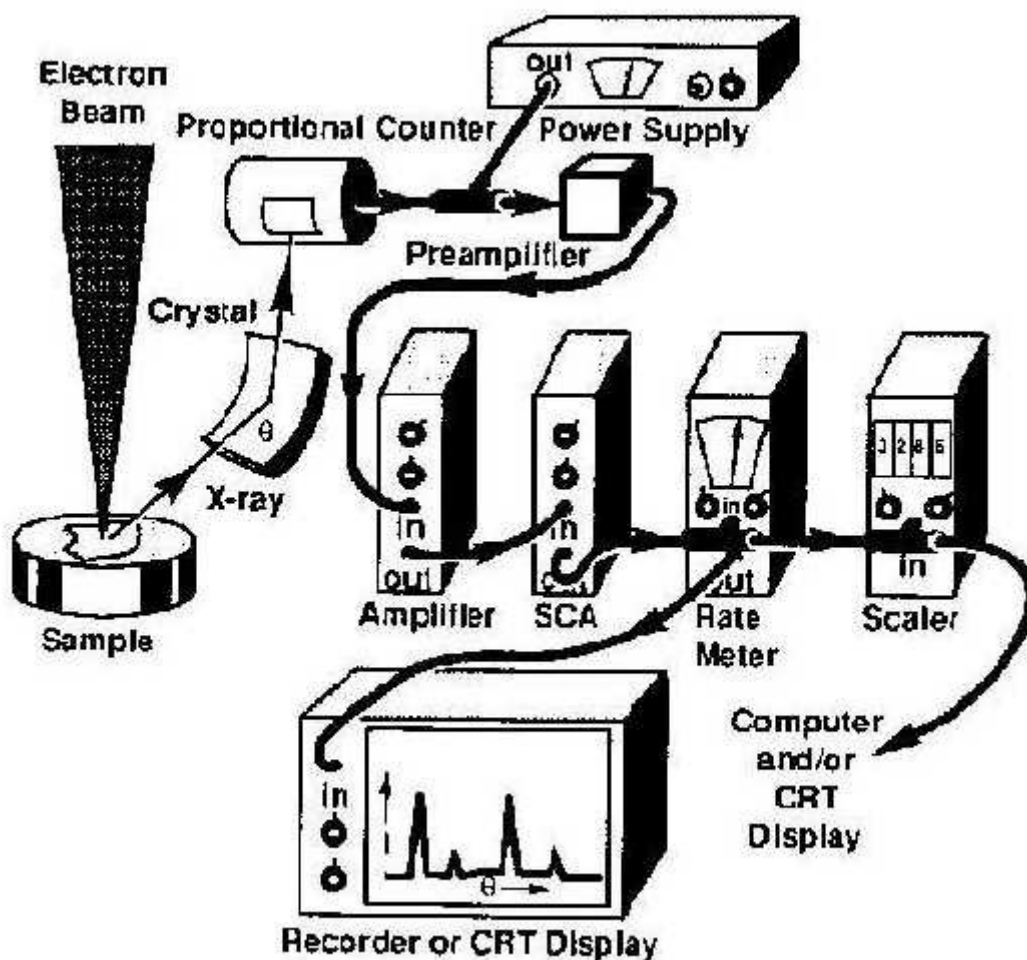 Electron
Beam
out
Proportional Counter
Power Supply
Preamplifier
Crystal
θ
X-ray
Sample
in
out
Amplifier
in
SCA
in
out
Rate
Meter
in
Scaler
Computer
and/or
CRT
Display
in
I
θ
Recorder or CRT Display